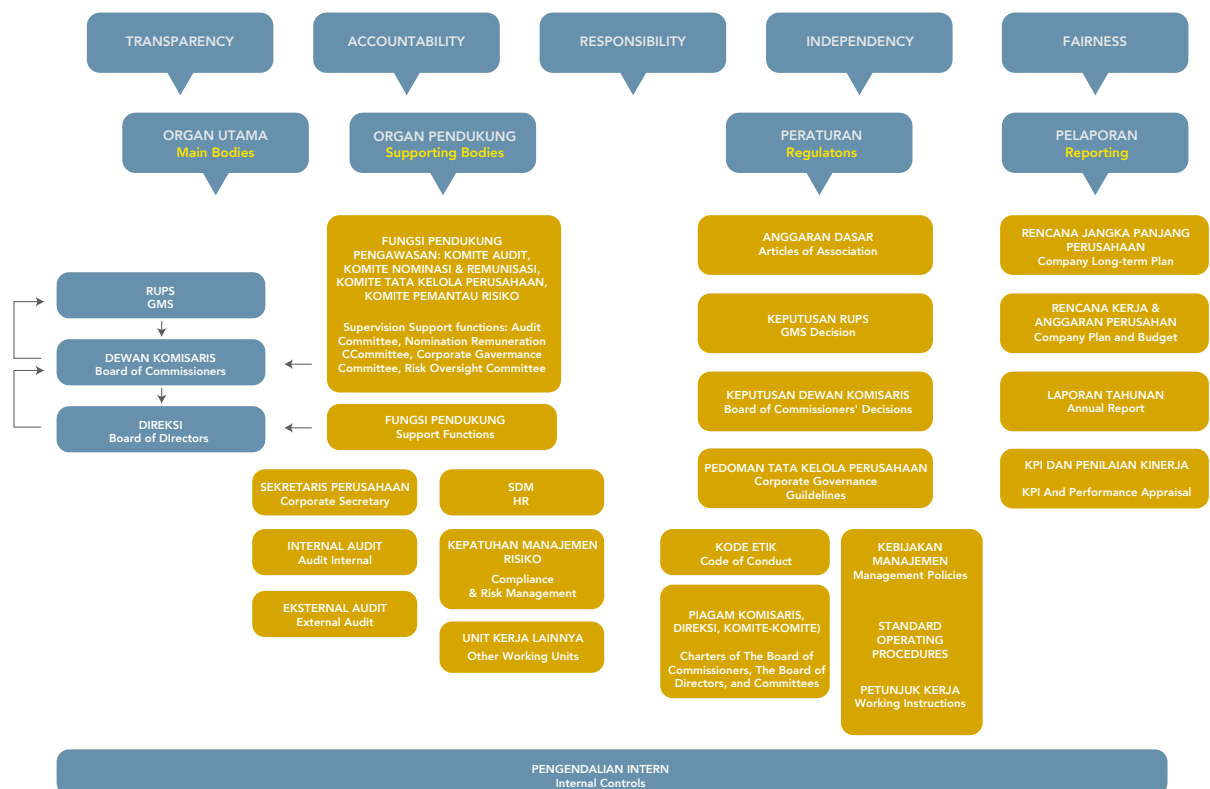 TRANSPARENCY
ACCOUNTABILITY
RESPONSIBILITY
INDEPENDENCY
FAIRNESS
ORGAN UTAMA
Main Bodies
ORGAN PENDUKUNG
Supporting Bodies
PERATURAN
Regulatons
PELAPORAN
Reporting
RUPS
GMS
DEWAN KOMISARIS
Board of Commissioners
DIREKSI
Board of DIrectors
FUNGSI PENDUKUNG
PENGAWASAN: KOMITE AUDIT,
KOMITE NOMINASI & REMUNISASI,
KOMITE TATA KELOLA PERUSAHAAN,
KOMITE PEMANTAU RISIKO
Supervision Support functions: Audit
Committee, Nomination Remuneration
CCommittee, Corporate Gavermance
Committee, Risk Oversight Committee
FUNGSI PENDUKUNG
Support Functions
SEKRETARIS PERUSAHAAN
Corporate Secretary
INTERNAL AUDIT
Audit Internal
EKSTERNAL AUDIT
External Audit
SDM
HR
KEPATUHAN MANAJEMEN
RISIKO
Compliance
& Risk Management
UNIT KERJA LAINNYA
Other Working Units
ANGGARAN DASAR
Articles of Association
KEPUTUSAN RUPS
GMS Decision
KEPUTUSAN DEWAN KOMISARIS
Board of Commissioners' Decisions
PEDOMAN TATA KELOLA PERUSAHAAN
Corporate Governance
Guildelines
KODE ETIK
Code of Conduct
PIAGAM KOMISARIS,
DIREKSI, KOMITE-KOMITE)
Charters of The Board of
Commissioners, The Board of
Directors, and Committees
KEBIJAKAN
MANAJEMEN
Management Policies
STANDARD
OPERATING
PROCEDURES
PETUNJUK KERJA
Working Instructions
RENCANA JANGKA PANJANG
PERUSAHAAN
Company Long-term Plan
RENCANA KERJA &
ANGGARAN PERUSAHAN
Company Plan and Budget
LAPORAN TAHUNAN
Annual Report
KPI DAN PENILAIAN KINERJA
KPI And Performance Appraisal
PENGENDALIAN INTERN
Internal Controls